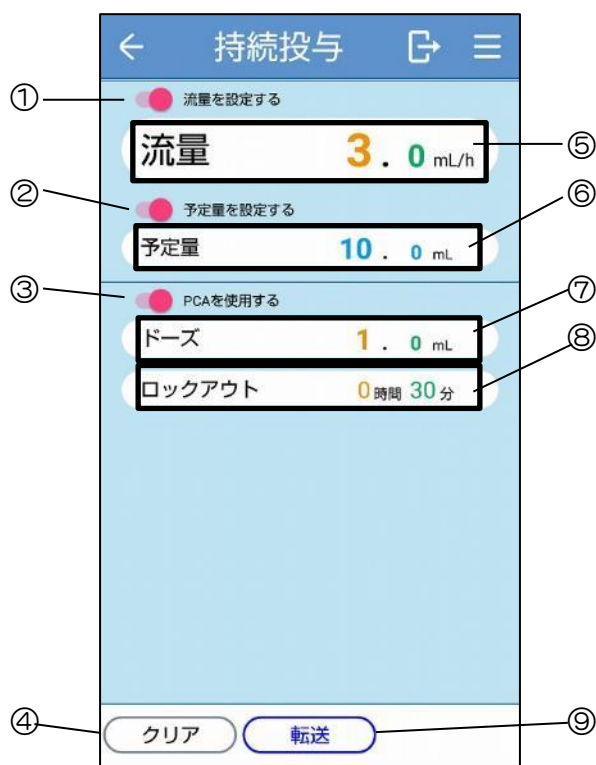 持続投与
① 流量を設定する
流量 3.0 mL/h ⑤
② 予定量を設定する
予定量 10.0 mL ⑥
③ PCAを使用する
ドーズ 1.0 mL ⑦
ロックアウト 0時間 30分 ⑧
④ クリア 転送 ⑨